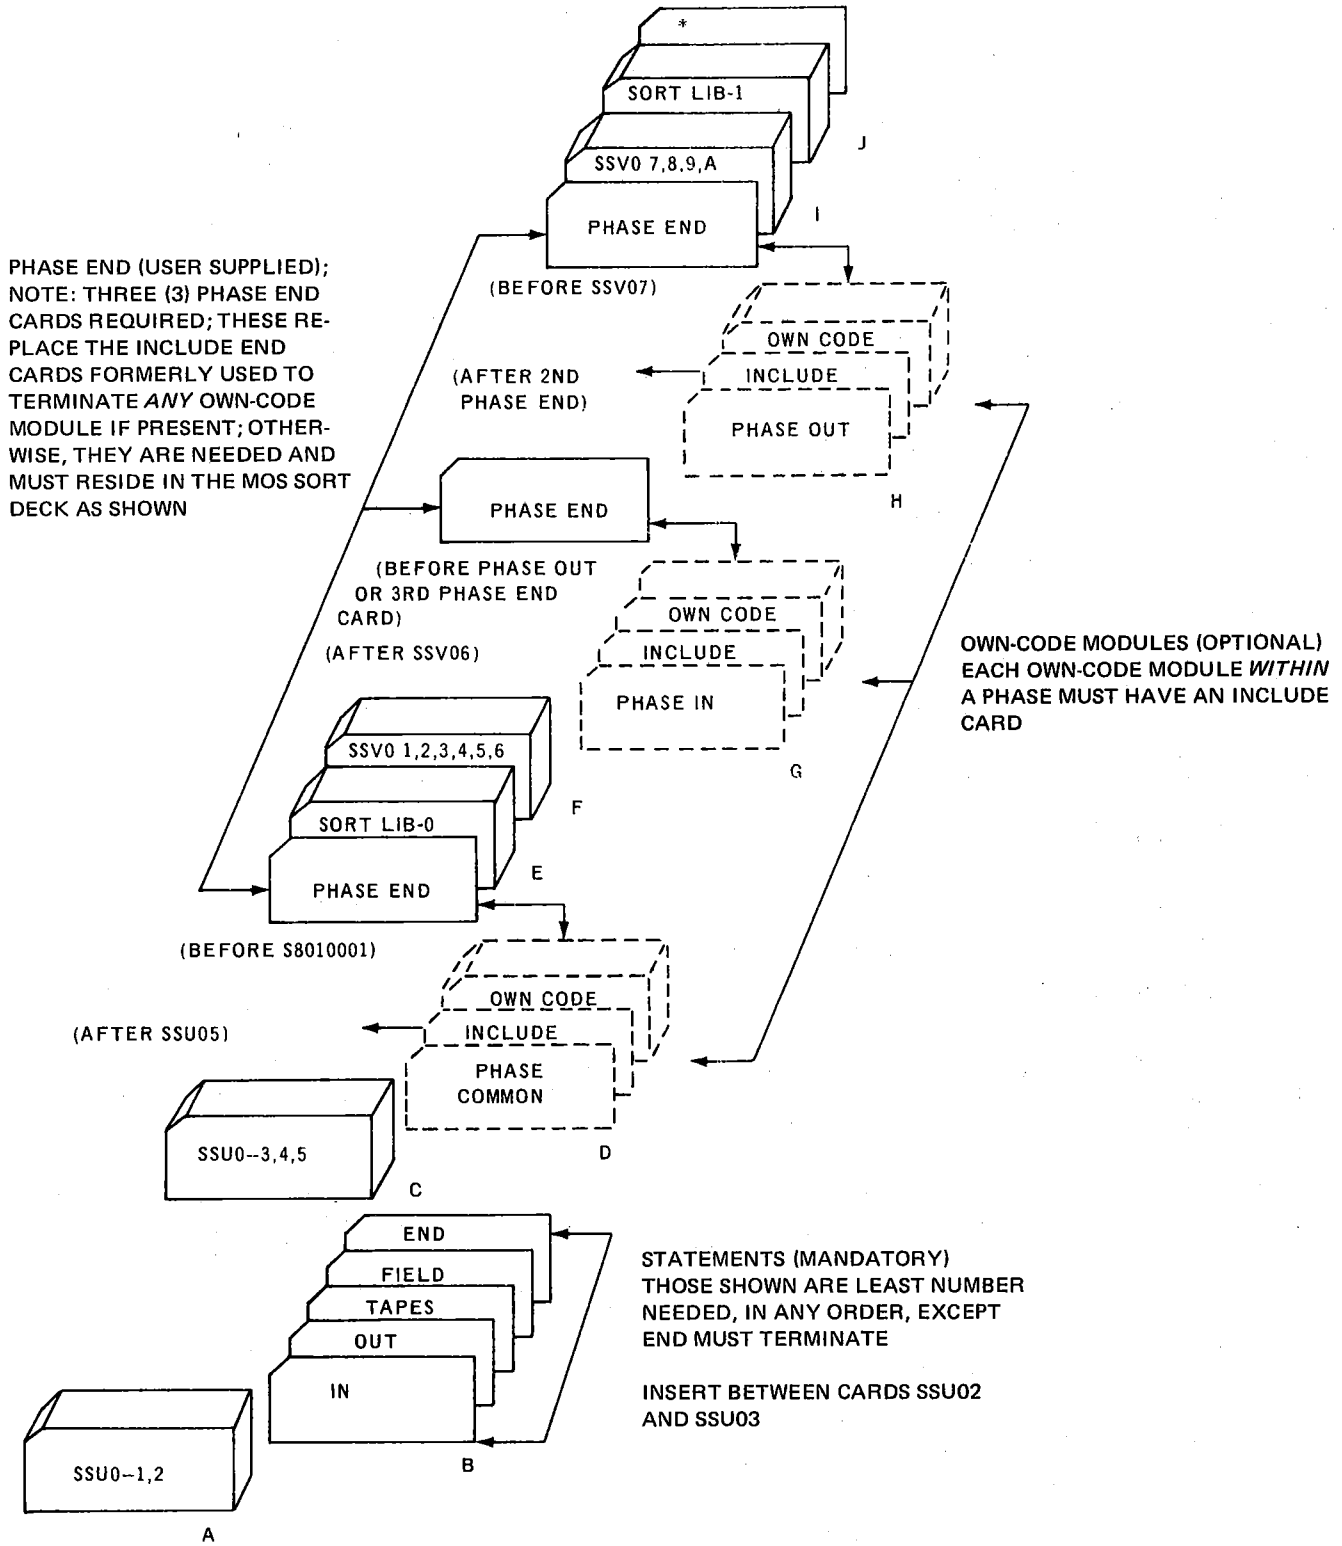 *
SORT LIB-1
J
SSV0 7,8,9,A
I
PHASE END
(BEFORE SSV07)
PHASE END (USER SUPPLIED);
NOTE: THREE (3) PHASE END
CARDS REQUIRED; THESE RE-
PLACE THE INCLUDE END
CARDS FORMERLY USED TO
TERMINATE ANY OWN-CODE
MODULE IF PRESENT; OTHER-
WISE, THEY ARE NEEDED AND
MUST RESIDE IN THE MOS SORT
DECK AS SHOWN
OWN CODE
INCLUDE
PHASE OUT
H
(AFTER 2ND
PHASE END)
PHASE END
(BEFORE PHASE OUT
OR 3RD PHASE END
CARD)
(AFTER SSV06)
OWN CODE
INCLUDE
PHASE IN
G
OWN-CODE MODULES (OPTIONAL)
EACH OWN-CODE MODULE WITHIN
A PHASE MUST HAVE AN INCLUDE
CARD
SSV0 1,2,3,4,5,6
F
SORT LIB-0
E
PHASE END
(BEFORE S8010001)
(AFTER SSU05)
OWN CODE
INCLUDE
PHASE
COMMON
D
SSU0--3,4,5
C
END
FIELD
TAPES
OUT
IN
B
STATEMENTS (MANDATORY)
THOSE SHOWN ARE LEAST NUMBER
NEEDED, IN ANY ORDER, EXCEPT
END MUST TERMINATE
INSERT BETWEEN CARDS SSU02
AND SSU03
SSU0-1,2
A